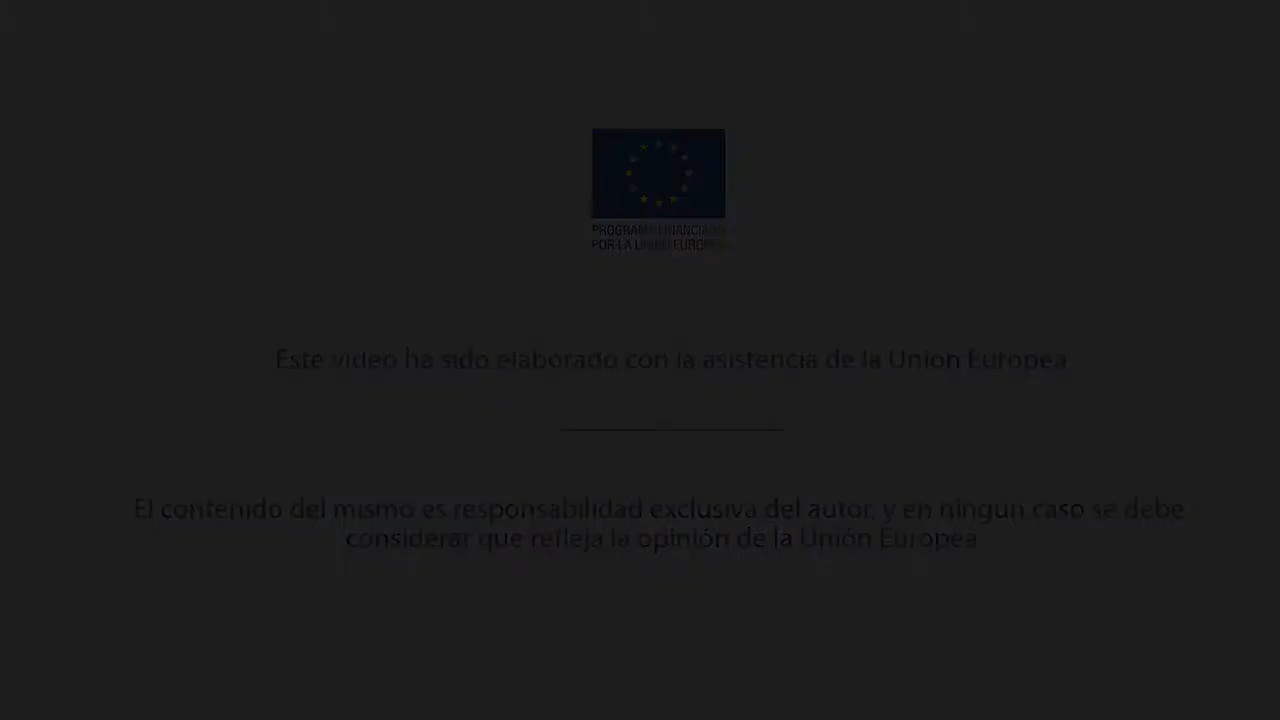 PROGRAMA FINANCIADO
POR LA UNIÓN EUROPEA
Este video ha sido elaborado con la asistencia de la Unión Europea
El contenido del mismo es responsabilidad exclusiva del autor, y en ningún caso se debe
considerar que refleja la opinión de la Unión Europea